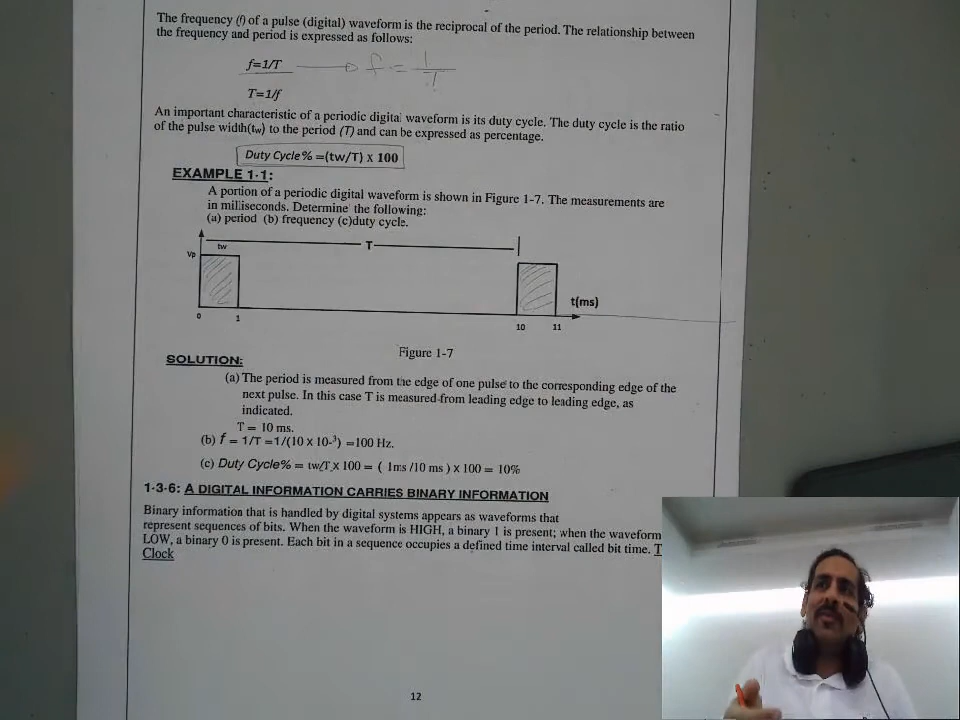 The frequency (f) of a pulse (digital) waveform is the reciprocal of the period. The relationship between
the frequency and period is expressed as follows:
f=1/T f = 1/T
T=1/f
An important characteristic of a periodic digital waveform is its duty cycle. The duty cycle is the ratio
of the pulse width(tw) to the period (T) and can be expressed as percentage.
Duty Cycle% =(tw/T) x 100
EXAMPLE 1-1:
A portion of a periodic digital waveform is shown in Figure 1-7. The measurements are
in milliseconds. Determine the following:
(a) period (b) frequency (c)duty cycle.
tw T
Vp
t(ms)
0 1 10 11
Figure 1-7
SOLUTION:
(a) The period is measured from the edge of one pulse to the corresponding edge of the
next pulse. In this case T is measured from leading edge to leading edge, as
indicated.
T = 10 ms.
(b) f = 1/T =1/(10 x 10-³) =100 Hz.
(c) Duty Cycle% = tw/T x 100 = ( 1ms /10 ms ) x 100 = 10%
1-3-6: A DIGITAL INFORMATION CARRIES BINARY INFORMATION
Binary information that is handled by digital systems appears as waveforms that
represent sequences of bits. When the waveform is HIGH, a binary 1 is present; when the waveform
LOW, a binary 0 is present. Each bit in a sequence occupies a defined time interval called bit time. T
Clock
12